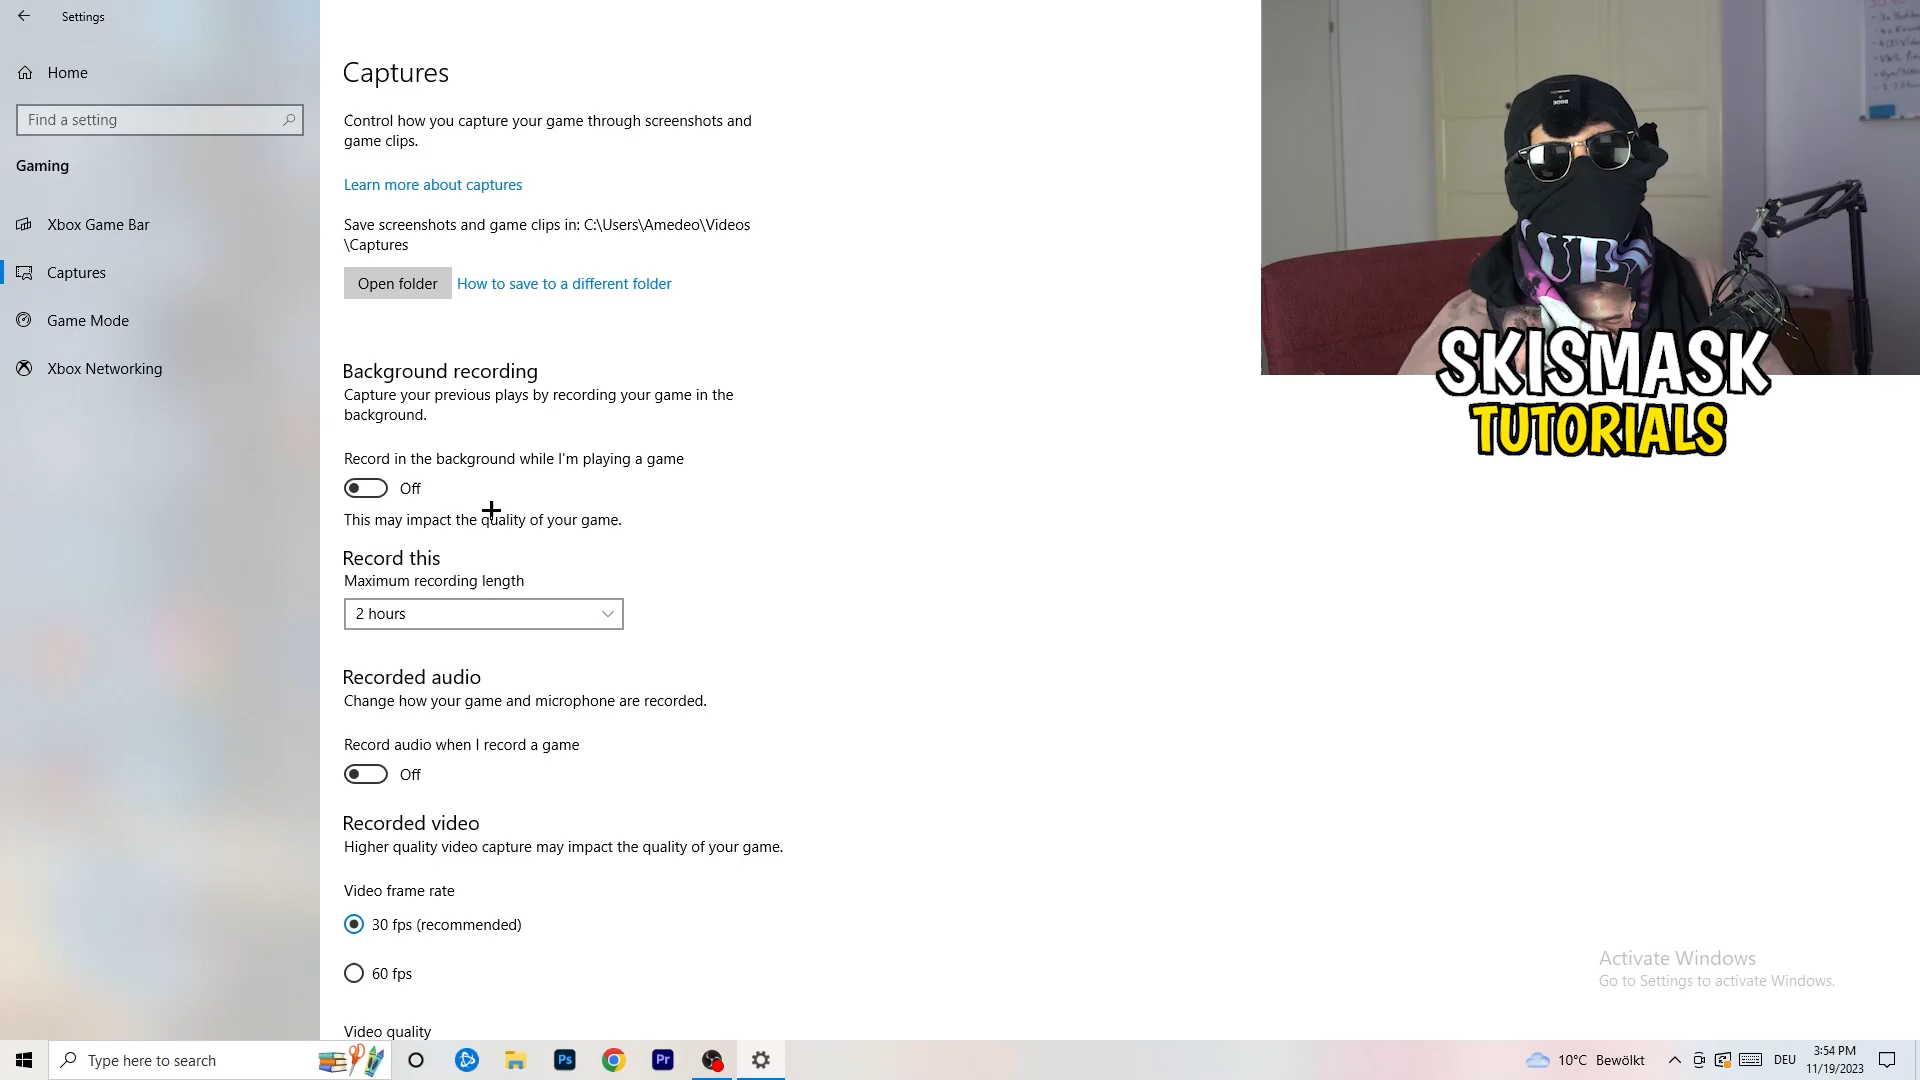 Settings
Home
Find a setting
Gaming
Xbox Game Bar
Captures
Game Mode
Xbox Networking
Captures
Control how you capture your game through screenshots and
game clips.
Learn more about captures
Save screenshots and game clips in: C:\Users\Amedeo\Videos
\Captures
Open folder
How to save to a different folder
Background recording
Capture your previous plays by recording your game in the
background.
Record in the background while I'm playing a game
Off
This may impact the quality of your game.
Record this
Maximum recording length
2 hours
Recorded audio
Change how your game and microphone are recorded.
Record audio when I record a game
Off
Recorded video
Higher quality video capture may impact the quality of your game.
Video frame rate
30 fps (recommended)
60 fps
Video quality
SKISMASK
TUTORIALS
Activate Windows
Go to Settings to activate Windows.
Type here to search
Ps
Pr
10°C Bewölkt
DEU
3:54 PM
11/19/2023